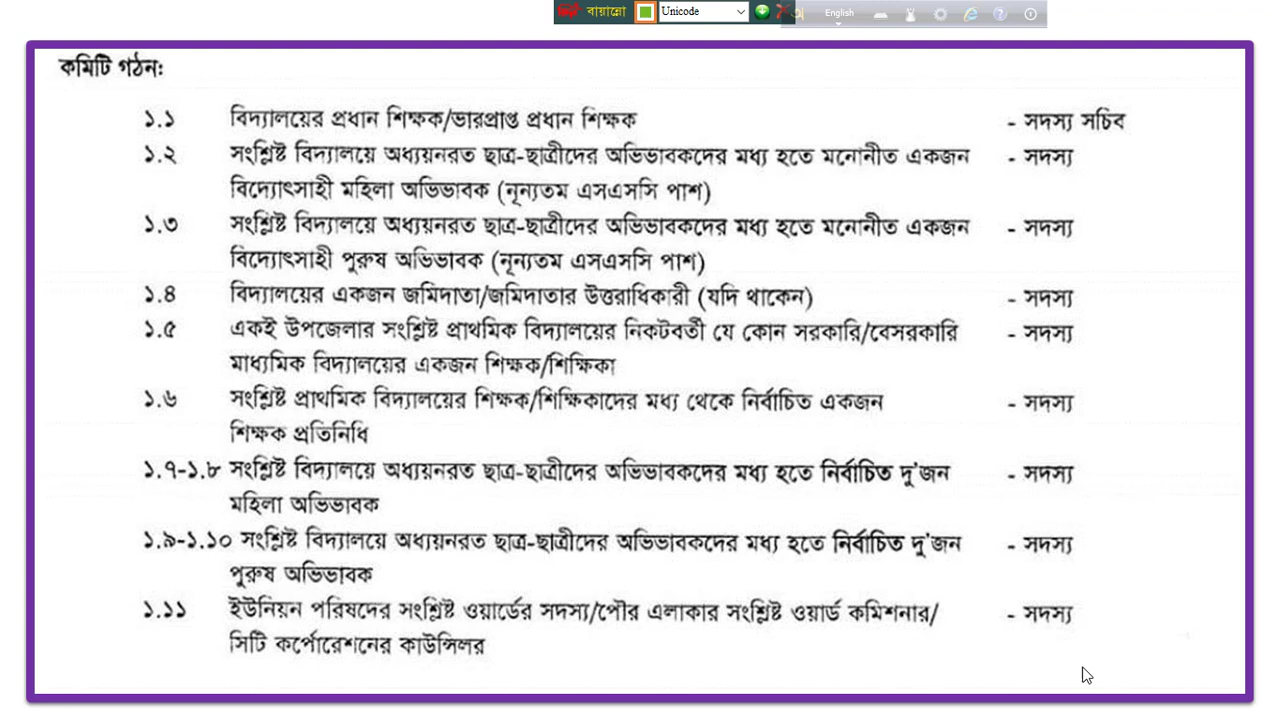 বায়ান্নো Unicode English
কমিটি গঠন:
১.১ বিদ্যালয়ের প্রধান শিক্ষক/ভারপ্রাপ্ত প্রধান শিক্ষক - সদস্য সচিব
১.২ সংশ্লিষ্ট বিদ্যালয়ে অধ্যয়নরত ছাত্র-ছাত্রীদের অভিভাবকদের মধ্য হতে মনোনীত একজন - সদস্য
বিদ্যোৎসাহী মহিলা অভিভাবক (নূন্যতম এসএসসি পাশ)
১.৩ সংশ্লিষ্ট বিদ্যালয়ে অধ্যয়নরত ছাত্র-ছাত্রীদের অভিভাবকদের মধ্য হতে মনোনীত একজন - সদস্য
বিদ্যোৎসাহী পুরুষ অভিভাবক (নূন্যতম এসএসসি পাশ)
১.৪ বিদ্যালয়ের একজন জমিদাতা/জমিদাতার উত্তরাধিকারী (যদি থাকেন) - সদস্য
১.৫ একই উপজেলার সংশ্লিষ্ট প্রাথমিক বিদ্যালয়ের নিকটবর্তী যে কোন সরকারি/বেসরকারি - সদস্য
মাধ্যমিক বিদ্যালয়ের একজন শিক্ষক/শিক্ষিকা
১.৬ সংশ্লিষ্ট প্রাথমিক বিদ্যালয়ের শিক্ষক/শিক্ষিকাদের মধ্য থেকে নির্বাচিত একজন - সদস্য
শিক্ষক প্রতিনিধি
১.৭-১.৮ সংশ্লিষ্ট বিদ্যালয়ে অধ্যয়নরত ছাত্র-ছাত্রীদের অভিভাবকদের মধ্য হতে নির্বাচিত দু'জন - সদস্য
মহিলা অভিভাবক
১.৯-১.১০ সংশ্লিষ্ট বিদ্যালয়ে অধ্যয়নরত ছাত্র-ছাত্রীদের অভিভাবকদের মধ্য হতে নির্বাচিত দু'জন - সদস্য
পুরুষ অভিভাবক
১.১১ ইউনিয়ন পরিষদের সংশ্লিষ্ট ওয়ার্ডের সদস্য/পৌর এলাকার সংশ্লিষ্ট ওয়ার্ড কমিশনার/ - সদস্য
সিটি কর্পোরেশনের কাউন্সিলর